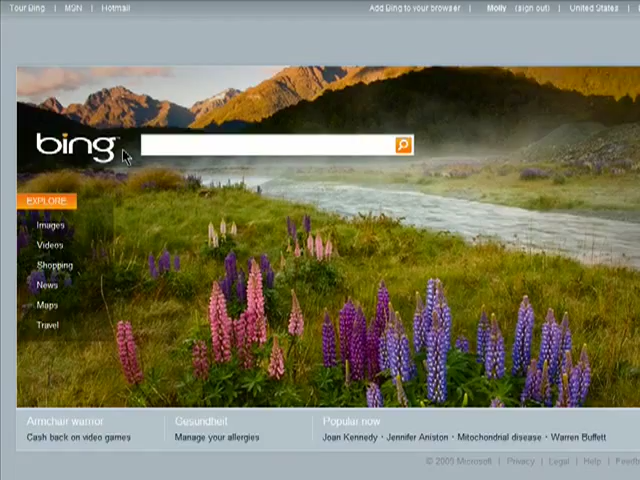 Tour Bing | MSN | Hotmail
Add Bing to your browser | Molly (sign out) | United States |
bing
EXPLORE
Images
Videos
Shopping
News
Maps
Travel
Armchair warrior
Cash back on video games
Gesundheit
Manage your allergies
Popular now
Joan Kennedy · Jennifer Aniston · Mitochondrial disease · Warren Buffett
© 2009 Microsoft | Privacy | Legal | Help | Feedb